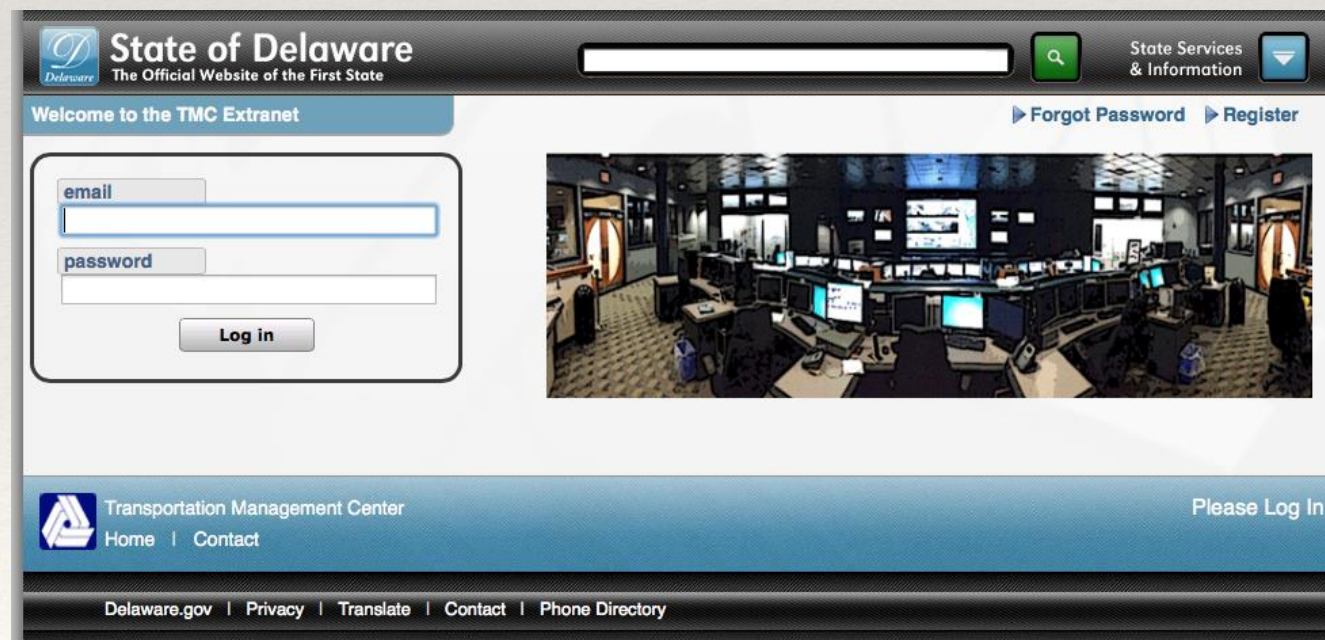 State of Delaware
The Official Website of the First State
Delaware
State Services
& Information
Welcome to the TMC Extranet
Forgot Password
Register
email
password
Log in
Transportation Management Center
Home | Contact
Please Log In
Delaware.gov | Privacy | Translate | Contact | Phone Directory